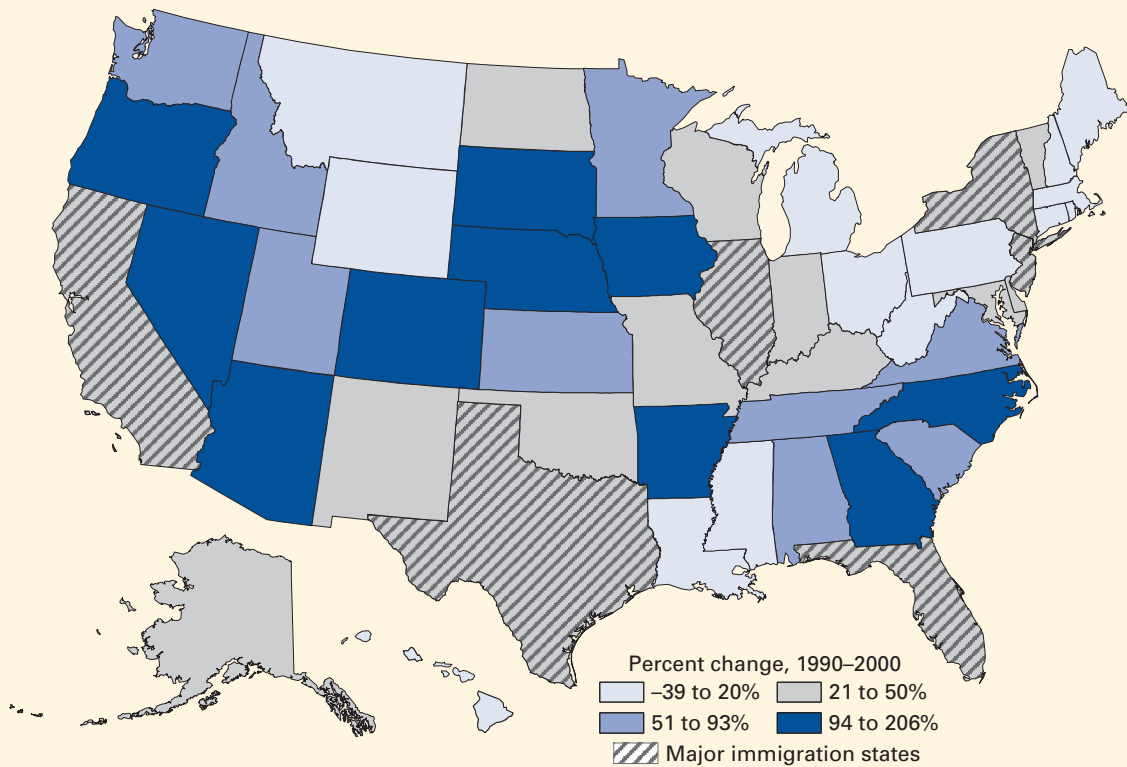 Percent change, 1990–2000
–39 to 20% 21 to 50%
51 to 93% 94 to 206%
Major immigration states